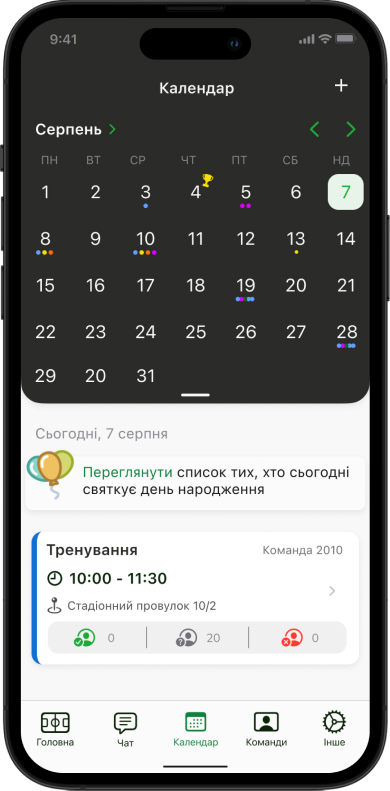 9:41
Календар
+
Серпень
ПН ВТ СР ЧТ ПТ СБ НД
1 2 3 4 5 6 7
8 9 10 11 12 13 14
15 16 17 18 19 20 21
22 23 24 25 26 27 28
29 20 31
Сьогодні, 7 серпня
Переглянути список тих, хто сьогодні
святкує день народження
Тренування Команда 2010
10:00 - 11:30
Стадіонний провулок 10/2
0 20 0
Головна Чат Календар Команди Інше